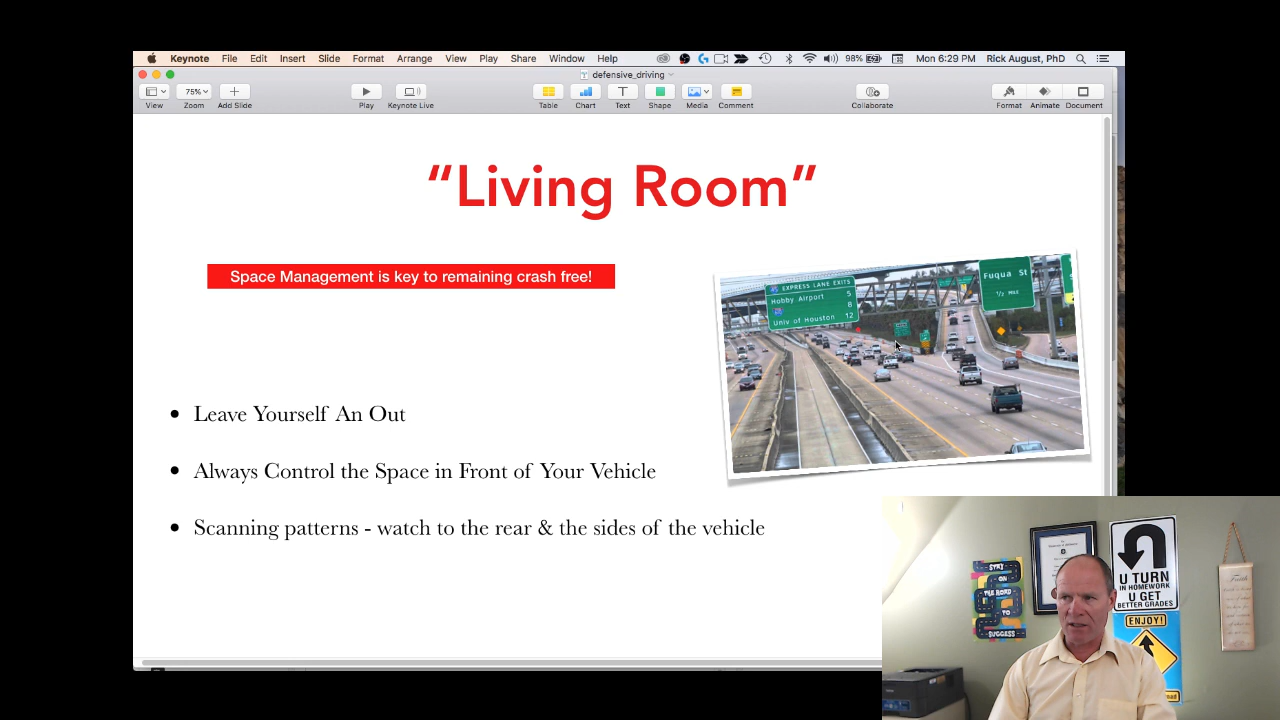 Keynote File Edit Insert Slide Format Arrange View Play Share Window Help 98% Mon 6:29 PM Rick August, PhD
defensive_driving
75%
View Zoom Add Slide Play Keynote Live Table Chart Text Shape Media Comment Collaborate Format Animate Document
“Living Room”
Space Management is key to remaining crash free!
EXPRESS LANE EXITS
Hobby Airport 5
8
Univ of Houston 12
Fuqua St
1/2 MILE
• Leave Yourself An Out
• Always Control the Space in Front of Your Vehicle
• Scanning patterns - watch to the rear & the sides of the vehicle
STAY
ON
THE ROAD
TO
SUCCESS
U TURN
IN HOMEWORK
U GET
BETTER GRADES
ENJOY!
Faith